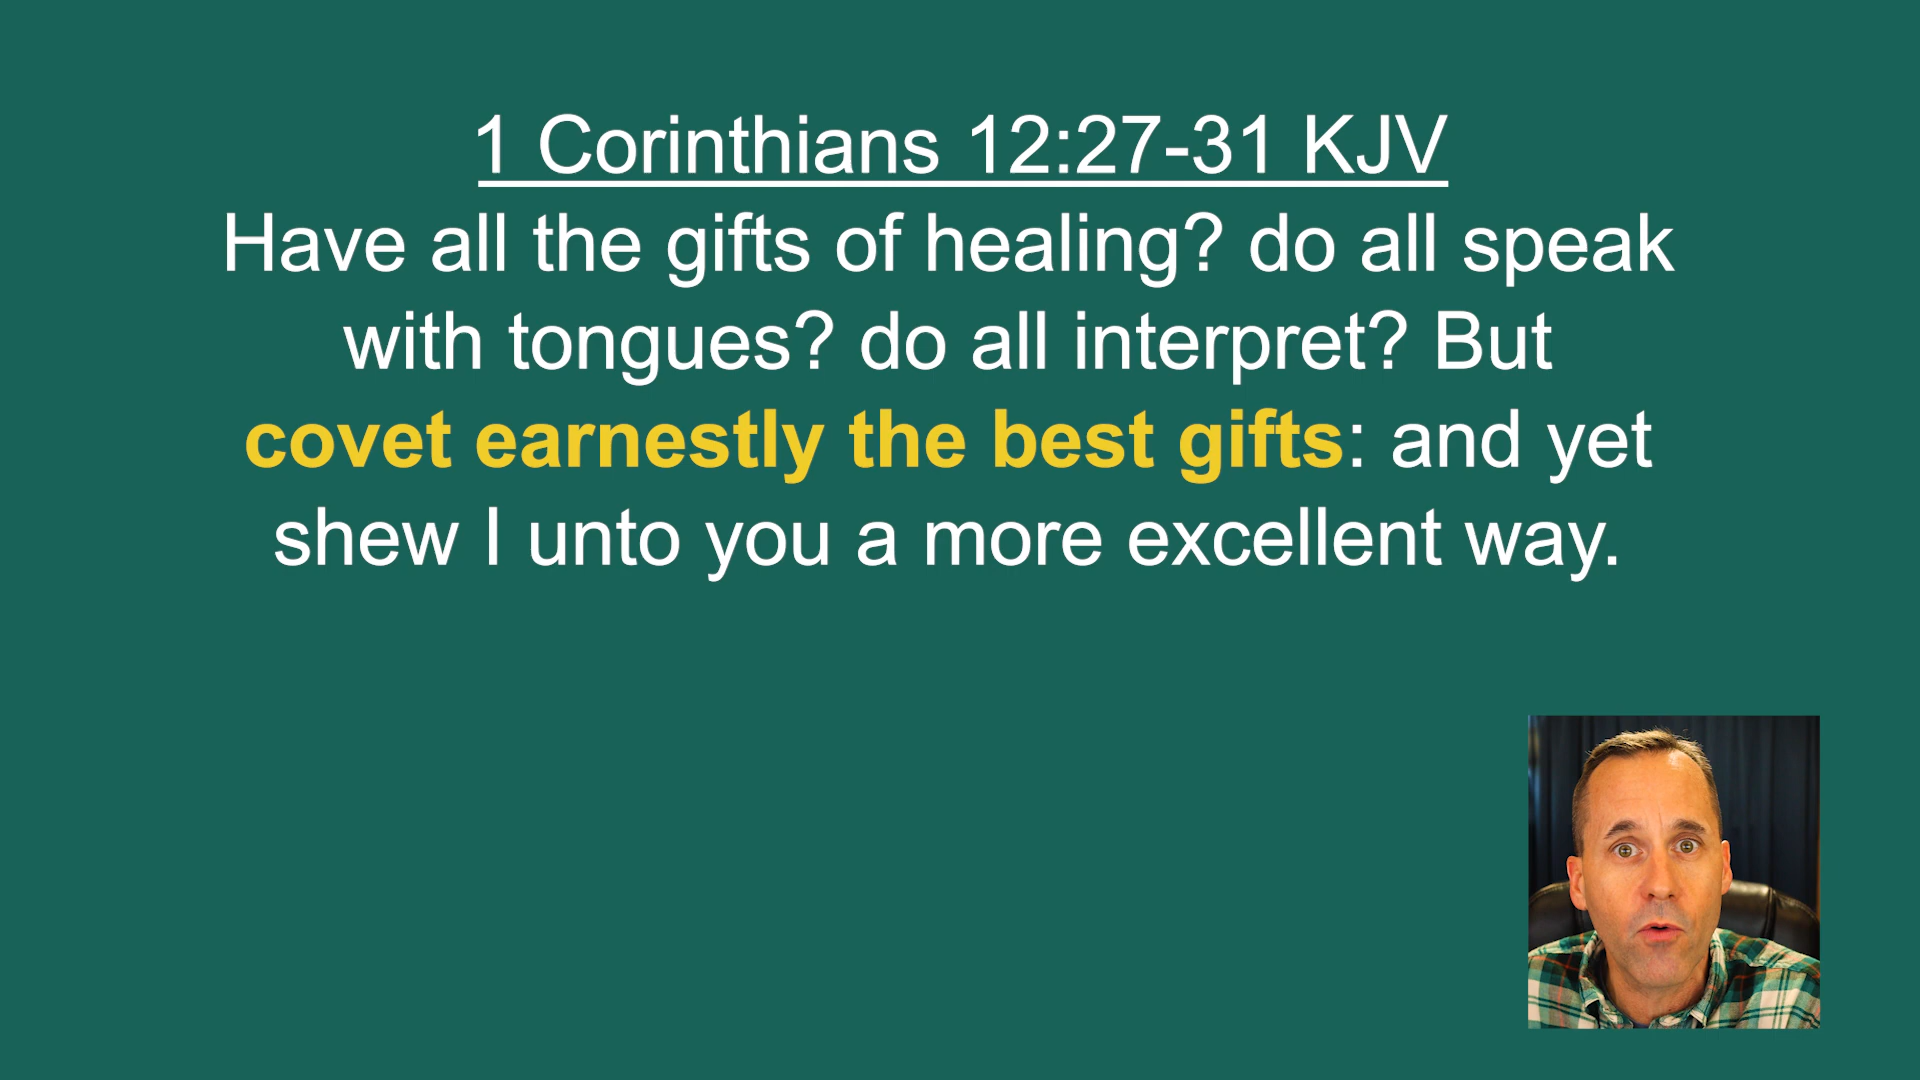 1 Corinthians 12:27-31 KJV
Have all the gifts of healing? do all speak
with tongues? do all interpret? But
covet earnestly the best gifts: and yet
shew I unto you a more excellent way.